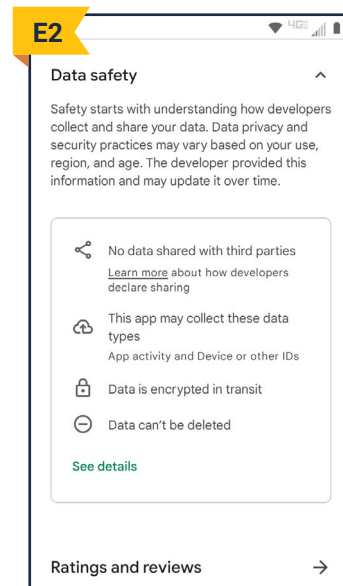 E2
4GE
Data safety
Safety starts with understanding how developers
collect and share your data. Data privacy and
security practices may vary based on your use,
region, and age. The developer provided this
information and may update it over time.
No data shared with third parties
Learn more about how developers
declare sharing
This app may collect these data
types
App activity and Device or other IDs
Data is encrypted in transit
Data can’t be deleted
See details
Ratings and reviews